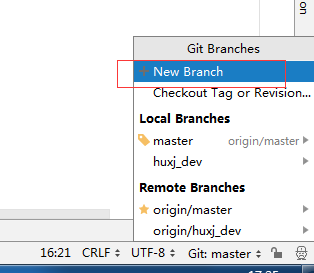 on
Git Branches
New Branch
Checkout Tag or Revision...
Local Branches
master origin/master
huxj_dev
Remote Branches
origin/master
origin/huxj_dev
16:21 CRLF UTF-8 Git: master